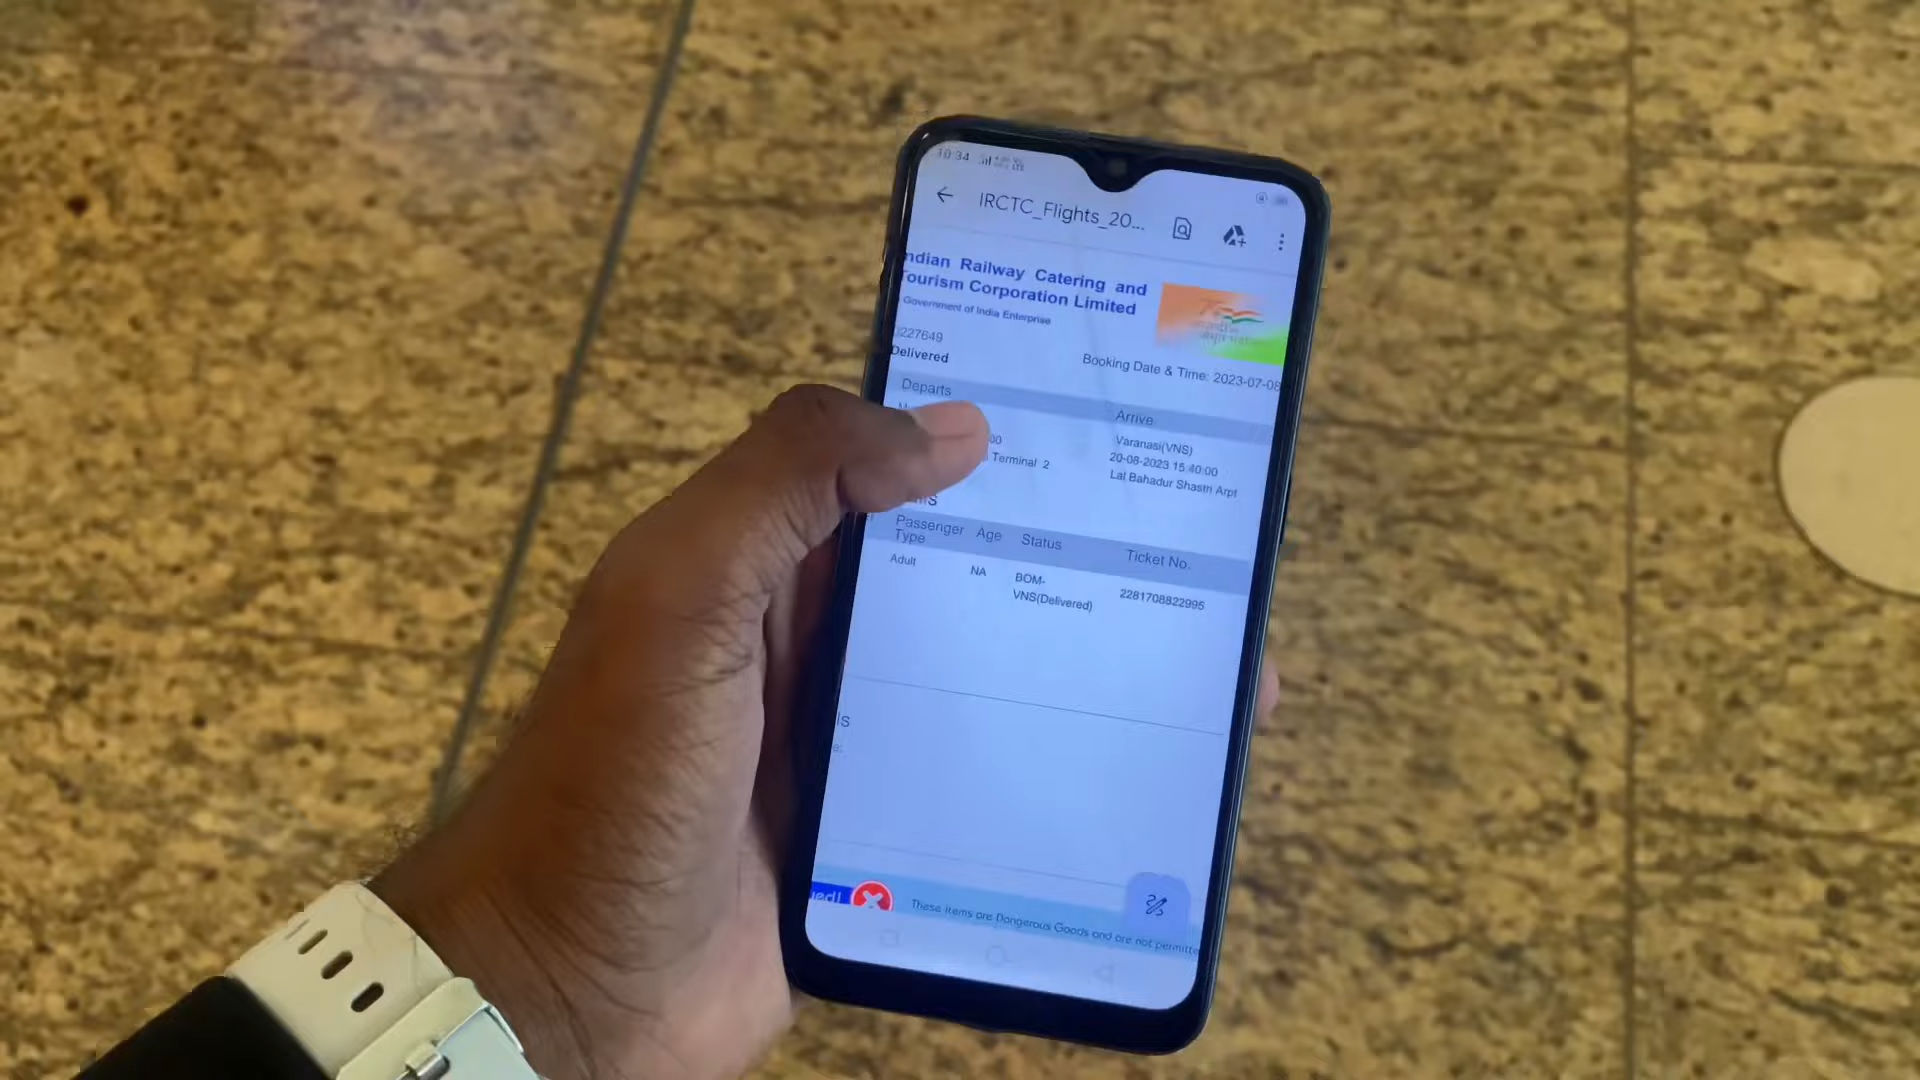 10:34
IRCTC_Flights_20...
ndian Railway Catering and
Tourism Corporation Limited
Government of India Enterprise
0227649
Delivered
Booking Date & Time: 2023-07-08
Departs
Arrive
00
Terminal 2
Varanasi(VNS)
20-08-2023 15:40:00
Lal Bahadur Shastri Arpt
Passenger Type
Age
Status
Ticket No.
Adult
NA
BOM-
VNS(Delivered)
2281708822995
ls
These items are Dangerous Goods and are not permitte